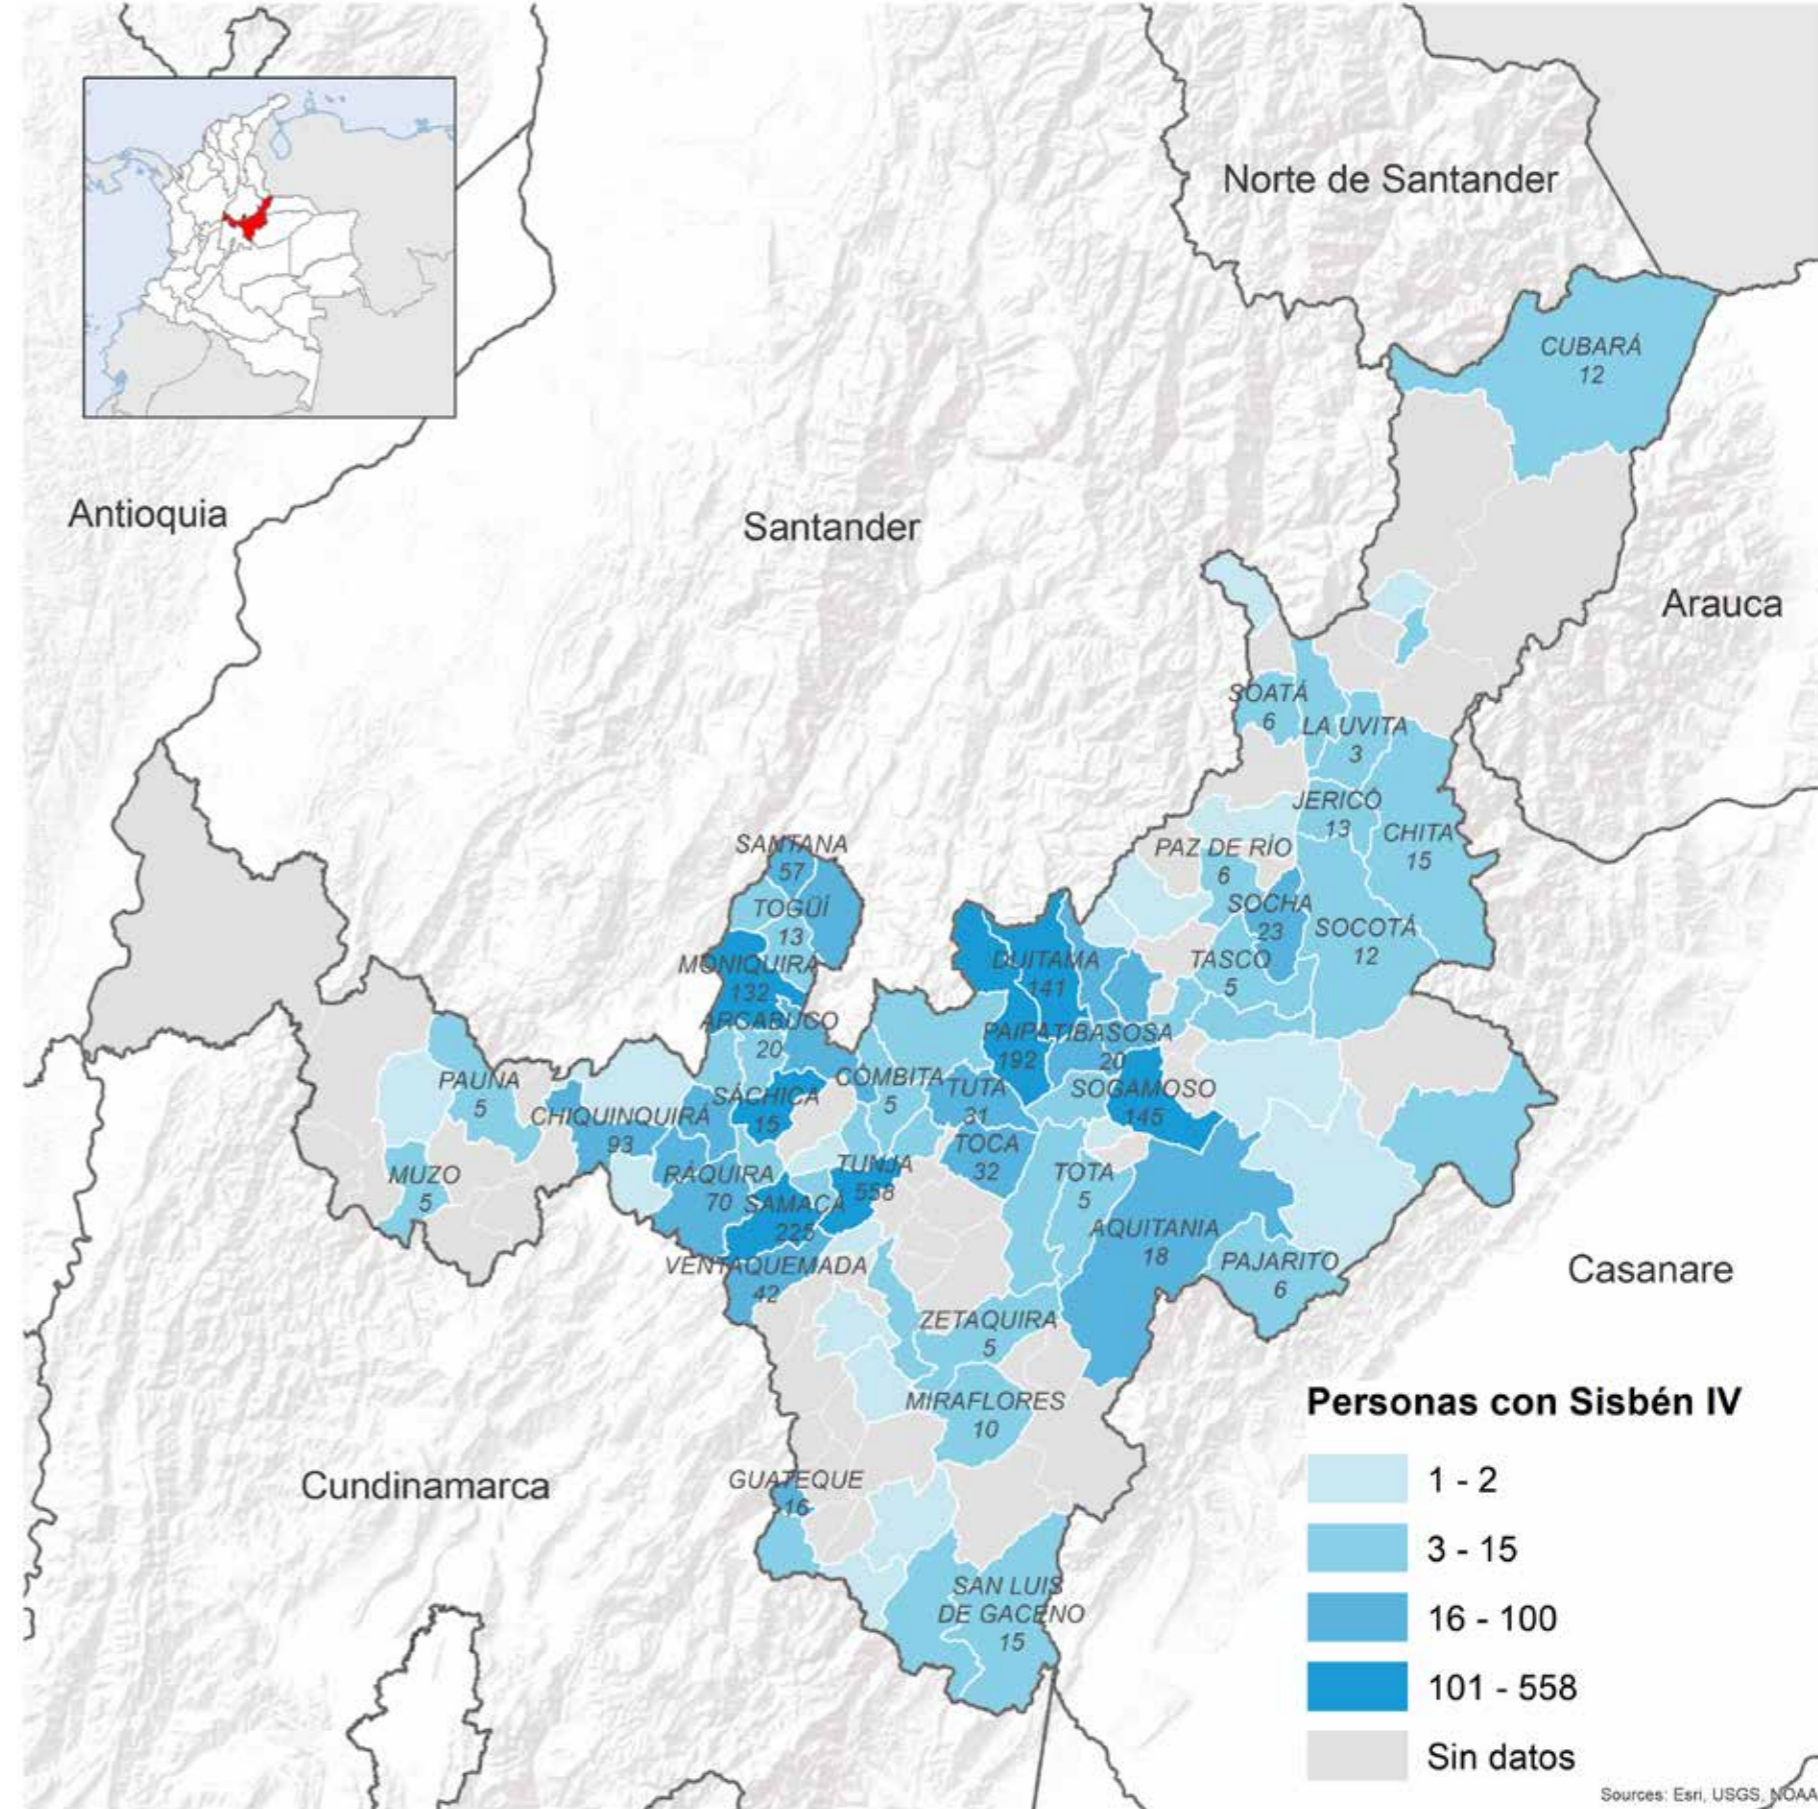 Norte de Santander
CUBARÁ
12
Antioquia
Santander
Arauca
SOATÁ
6
LA UVITA
3
JERICÓ
13
CHITA
15
SANTANA
57
PAZ DE RÍO
6
TOGÜÍ
13
SOCHA
23
SOCOTÁ
12
MONIQUIRÁ
132
DUITAMA
141
TASCO
5
ARCABUCO
20
PAIPA
192
TIBASOSA
20
PAUNA
5
CHIQUINQUIRÁ
93
SÁCHICA
15
CÓMBITA
5
TUTA
31
SOGAMOSO
145
MUZO
5
RÁQUIRA
70
TUNJA
558
TOCA
32
TOTA
5
SAMACÁ
225
AQUITANIA
18
VENTAQUEMADA
42
PAJARITO
6
Casanare
ZETAQUIRA
5
MIRAFLORES
10
Cundinamarca
GUATEQUE
16
SAN LUIS
DE GACENO
15
Personas con Sisbén IV
1 - 2
3 - 15
16 - 100
101 - 558
Sin datos
Sources: Esri, USGS, NOAA